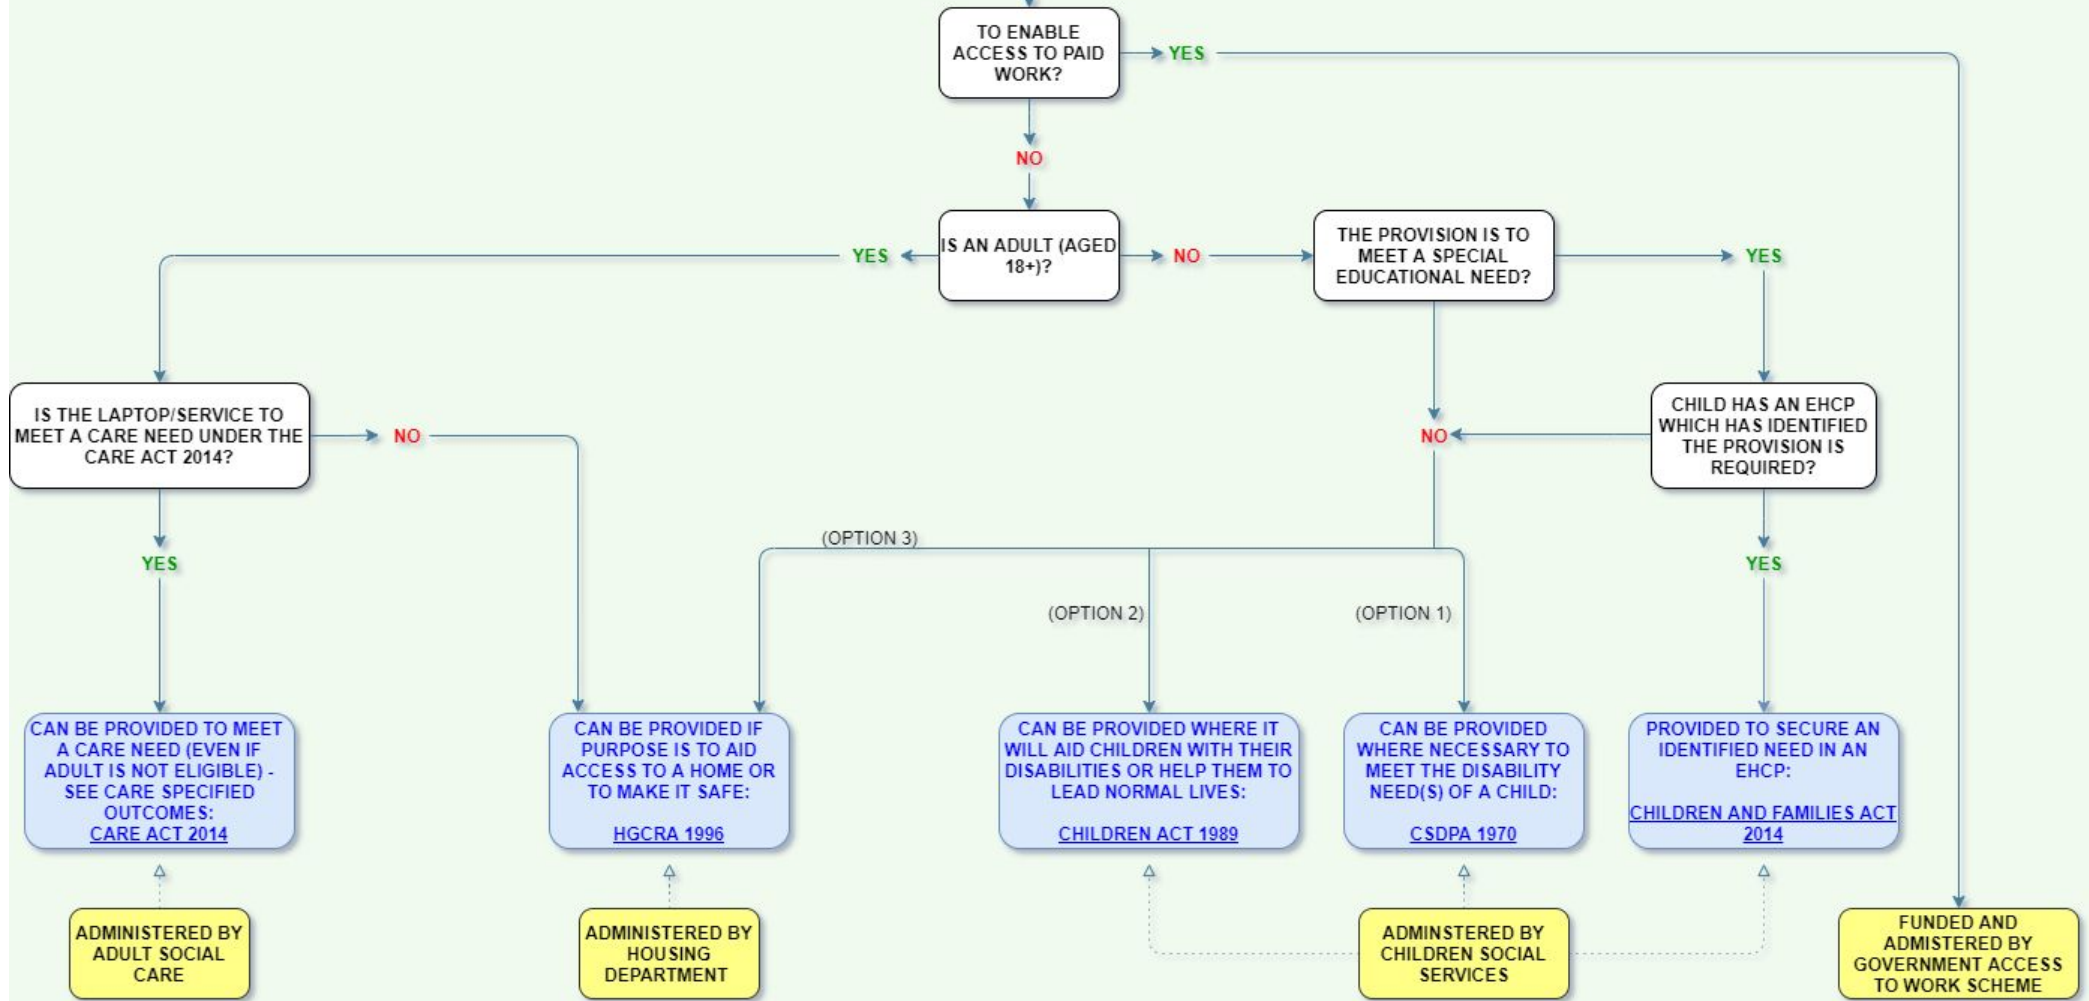 TO ENABLE
ACCESS TO PAID
WORK?
YES
NO
IS AN ADULT (AGED
18+)?
YES
NO
THE PROVISION IS TO
MEET A SPECIAL
EDUCATIONAL NEED?
YES
IS THE LAPTOP/SERVICE TO
MEET A CARE NEED UNDER THE
CARE ACT 2014?
NO
NO
CHILD HAS AN EHCP
WHICH HAS IDENTIFIED
THE PROVISION IS
REQUIRED?
YES
(OPTION 3)
(OPTION 2)
(OPTION 1)
YES
CAN BE PROVIDED TO MEET
A CARE NEED (EVEN IF
ADULT IS NOT ELIGIBLE) -
SEE CARE SPECIFIED
OUTCOMES:
CARE ACT 2014
CAN BE PROVIDED IF
PURPOSE IS TO AID
ACCESS TO A HOME OR
TO MAKE IT SAFE:
HGCRA 1996
CAN BE PROVIDED WHERE IT
WILL AID CHILDREN WITH THEIR
DISABILITIES OR HELP THEM TO
LEAD NORMAL LIVES:
CHILDREN ACT 1989
CAN BE PROVIDED
WHERE NECESSARY TO
MEET THE DISABILITY
NEED(S) OF A CHILD:
CSDPA 1970
PROVIDED TO SECURE AN
IDENTIFIED NEED IN AN
EHCP:
CHILDREN AND FAMILIES ACT
2014
ADMINISTERED BY
ADULT SOCIAL
CARE
ADMINISTERED BY
HOUSING
DEPARTMENT
ADMINSTERED BY
CHILDREN SOCIAL
SERVICES
FUNDED AND
ADMISTERED BY
GOVERNMENT ACCESS
TO WORK SCHEME